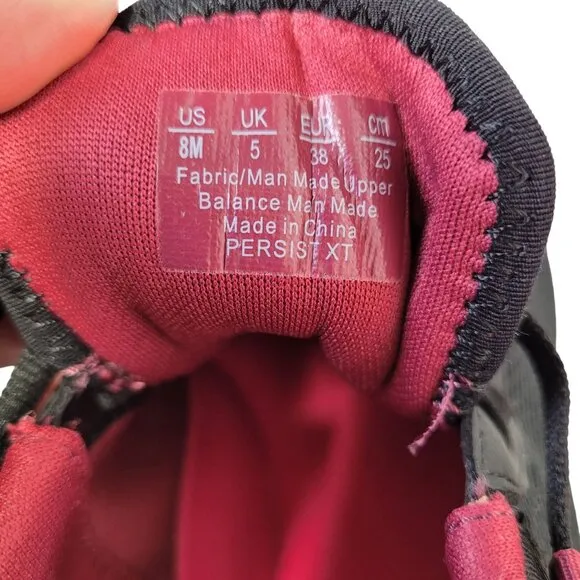 US UK EUR cm
8M 5 38 25
Fabric/Man Made Upper
Balance Man Made
Made in China
PERSIST XT